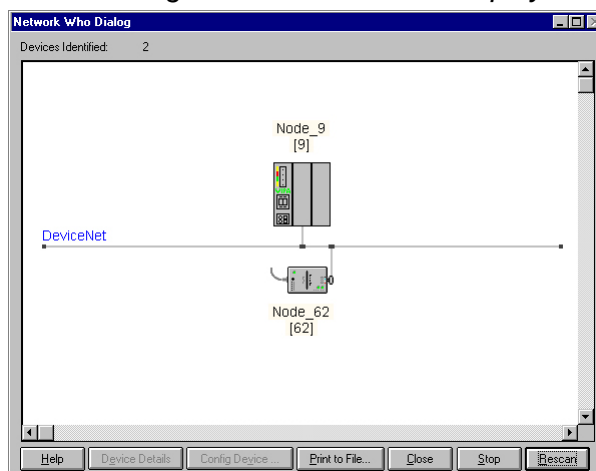 Network Who Dialog
Devices Identified: 2
Node_9
[9]
DeviceNet
Node_62
[62]
Help Device Details Config Device ... Print to File... Close Stop Rescan